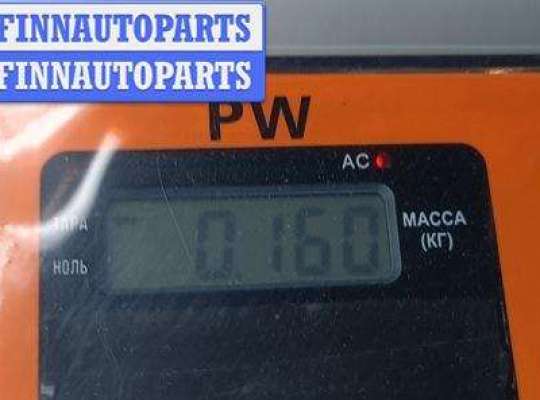 FINNAUTOPARTS
FINNAUTOPARTS
PW
AC
ТАРА
0.160
МАССА
(КГ)
НОЛЬ